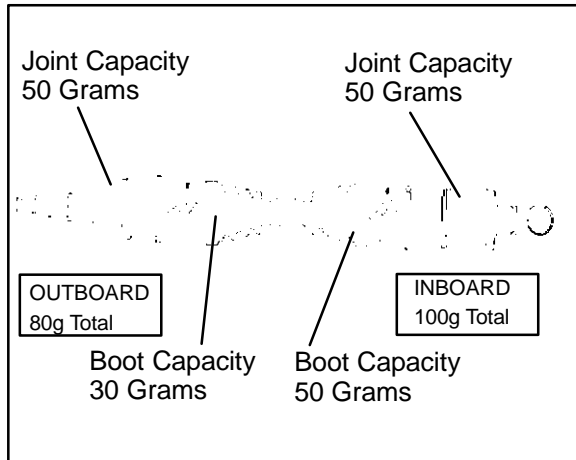 Joint Capacity
50 Grams
Joint Capacity
50 Grams
OUTBOARD
80g Total
INBOARD
100g Total
Boot Capacity
30 Grams
Boot Capacity
50 Grams